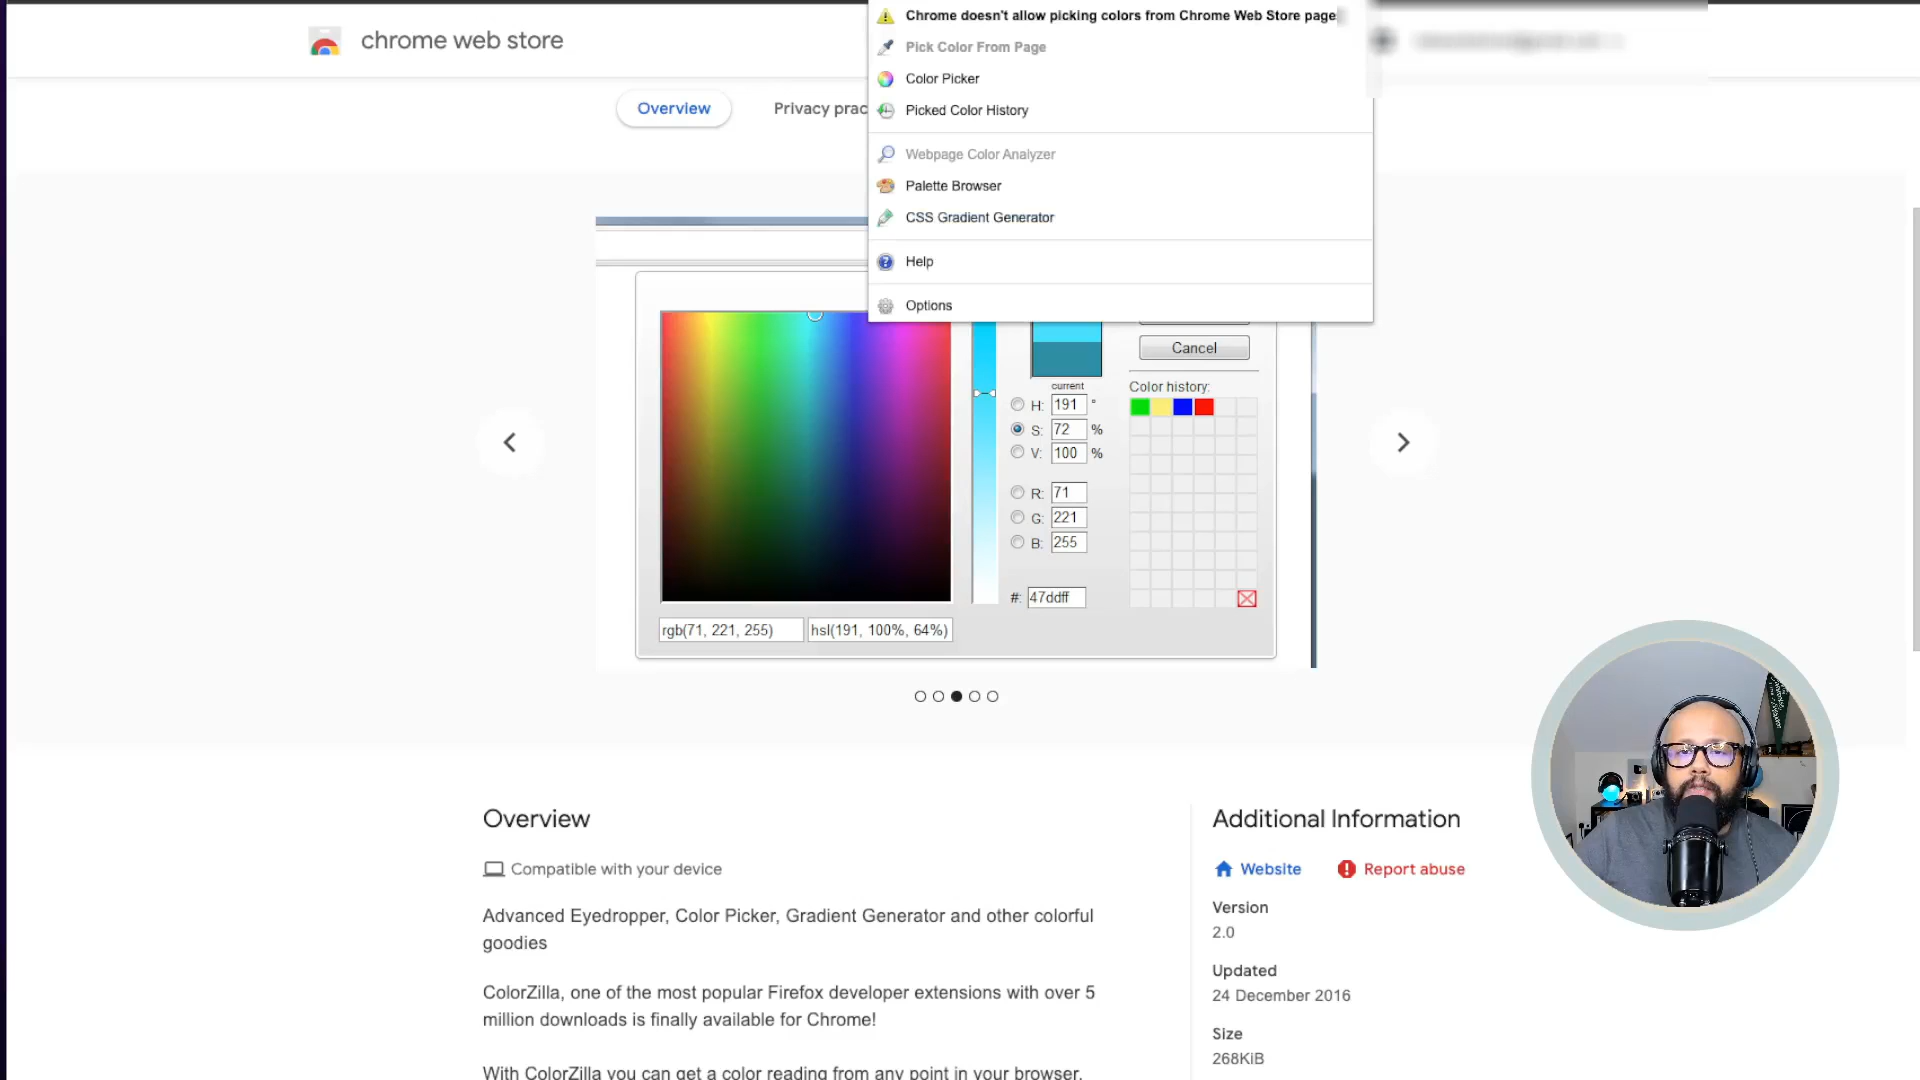 chrome web store
Chrome doesn't allow picking colors from Chrome Web Store page
Pick Color From Page
Color Picker
Picked Color History
Webpage Color Analyzer
Palette Browser
CSS Gradient Generator
Help
Options
Overview
Privacy prac
Cancel
current
Color history:
H: 191 °
S: 72 %
V: 100 %
R: 71
G: 221
B: 255
#: 47ddff
rgb(71, 221, 255) hsl(191, 100%, 64%)
Overview
Compatible with your device
Advanced Eyedropper, Color Picker, Gradient Generator and other colorful
goodies
ColorZilla, one of the most popular Firefox developer extensions with over 5
million downloads is finally available for Chrome!
With ColorZilla you can get a color reading from any point in your browser,
Additional Information
Website Report abuse
Version
2.0
Updated
24 December 2016
Size
268KiB